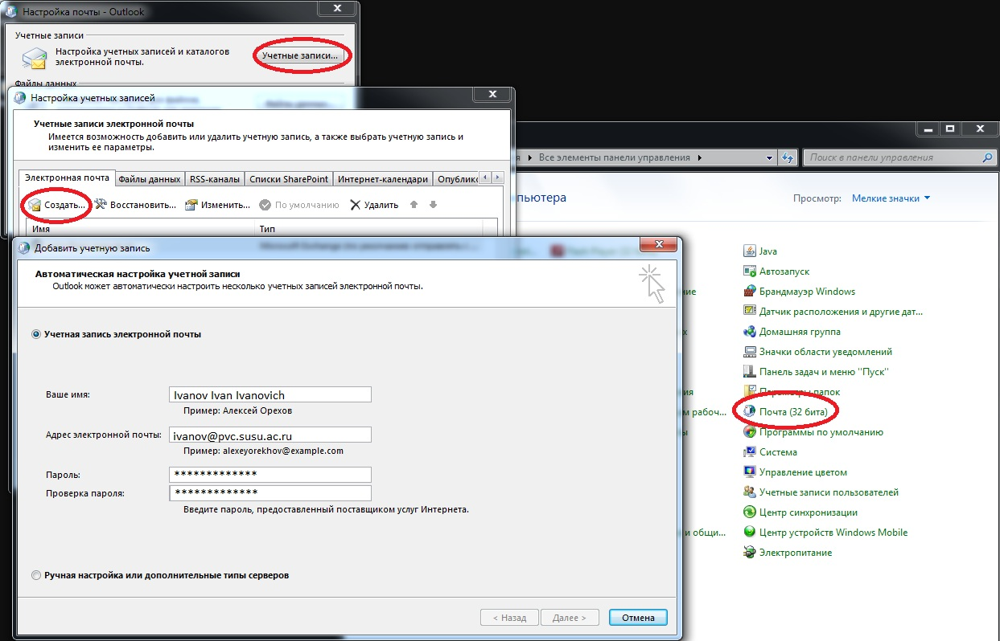 Настройка почты - Outlook
Учетные записи
Настройка учетных записей и каталогов
электронной почты.
Учетные записи...
Файлы данных
Настройка учетных записей
Учетные записи электронной почты
Имеется возможность добавить или удалить учетную запись, а также выбрать учетную запись и
изменить ее параметры.
Электронная почта
Файлы данных
RSS-каналы
Списки SharePoint
Интернет-календари
Опублико
Создать...
Восстановить...
Изменить...
По умолчанию
Удалить
Имя
Тип
Добавить учетную запись
Автоматическая настройка учетной записи
Outlook может автоматически настроить несколько учетных записей электронной почты.
Учетная запись электронной почты
Ваше имя:
Ivanov Ivan Ivanovich
Пример: Алексей Орехов
Адрес электронной почты:
ivanov@pvc.susu.ac.ru
Пример: alexeyorekhov@example.com
Пароль:
*************
Проверка пароля:
*************
Введите пароль, предоставленный поставщиком услуг Интернета.
Ручная настройка или дополнительные типы серверов
< Назад
Далее >
Отмена
Все элементы панели управления
Поиск в панели управления
пьютера
Просмотр:
Мелкие значки
ие
х
ия
м рабоч...
ы
и общи...
Java
Автозапуск
Брандмауэр Windows
Датчик расположения и другие дат...
Домашняя группа
Значки области уведомлений
Панель задач и меню "Пуск"
Параметры папок
Почта (32 бита)
Программы по умолчанию
Система
Управление цветом
Учетные записи пользователей
Центр синхронизации
Центр устройств Windows Mobile
Электропитание